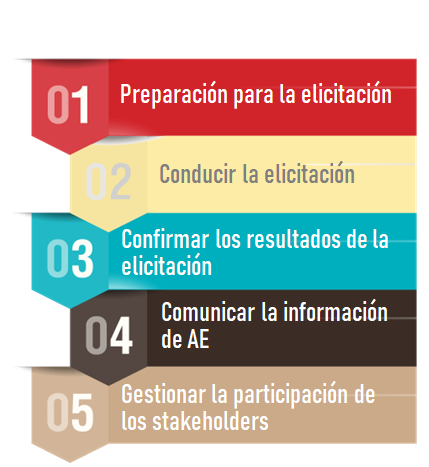 01
Preparación para la elicitación
02
Conducir la elicitación
03
Confirmar los resultados de la
elicitación
04
Comunicar la información
de AE
05
Gestionar la participación de
los stakeholders